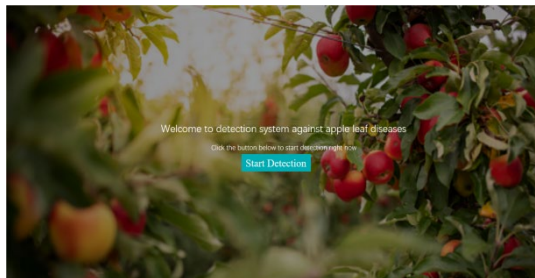 Welcome to detection system against apple leaf diseases
Click the button below to start detection right now
Start Detection